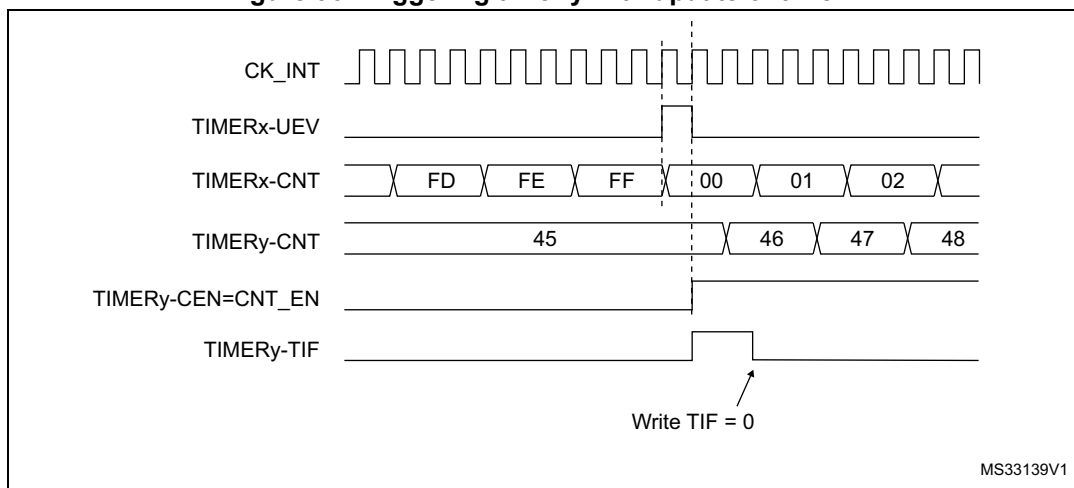 CK_INT
TIMERx-UEV
TIMERx-CNT FD FE FF 00 01 02
TIMERy-CNT 45 46 47 48
TIMERy-CEN=CNT_EN
TIMERy-TIF
Write TIF = 0
MS33139V1